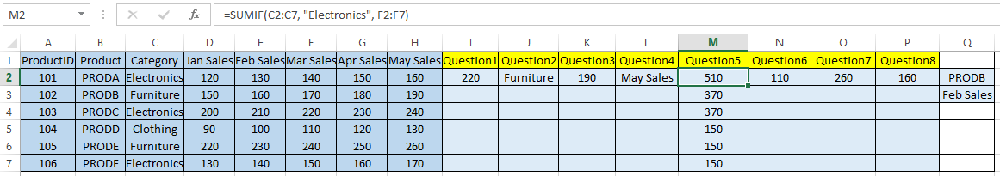 M2 fx =SUMIF(C2:C7, "Electronics", F2:F7)
A B C D E F G H I J K L M N O P Q
1 ProductID Product Category Jan Sales Feb Sales Mar Sales Apr Sales May Sales Question1 Question2 Question3 Question4 Question5 Question6 Question7 Question8
2 101 PRODA Electronics 120 130 140 150 160 220 Furniture 190 May Sales 510 110 260 160 PRODB
3 102 PRODB Furniture 150 160 170 180 190 370 Feb Sales
4 103 PRODC Electronics 200 210 220 230 240 370
5 104 PRODD Clothing 90 100 110 120 130 150
6 105 PRODE Furniture 220 230 240 250 260 150
7 106 PRODF Electronics 130 140 150 160 170 150